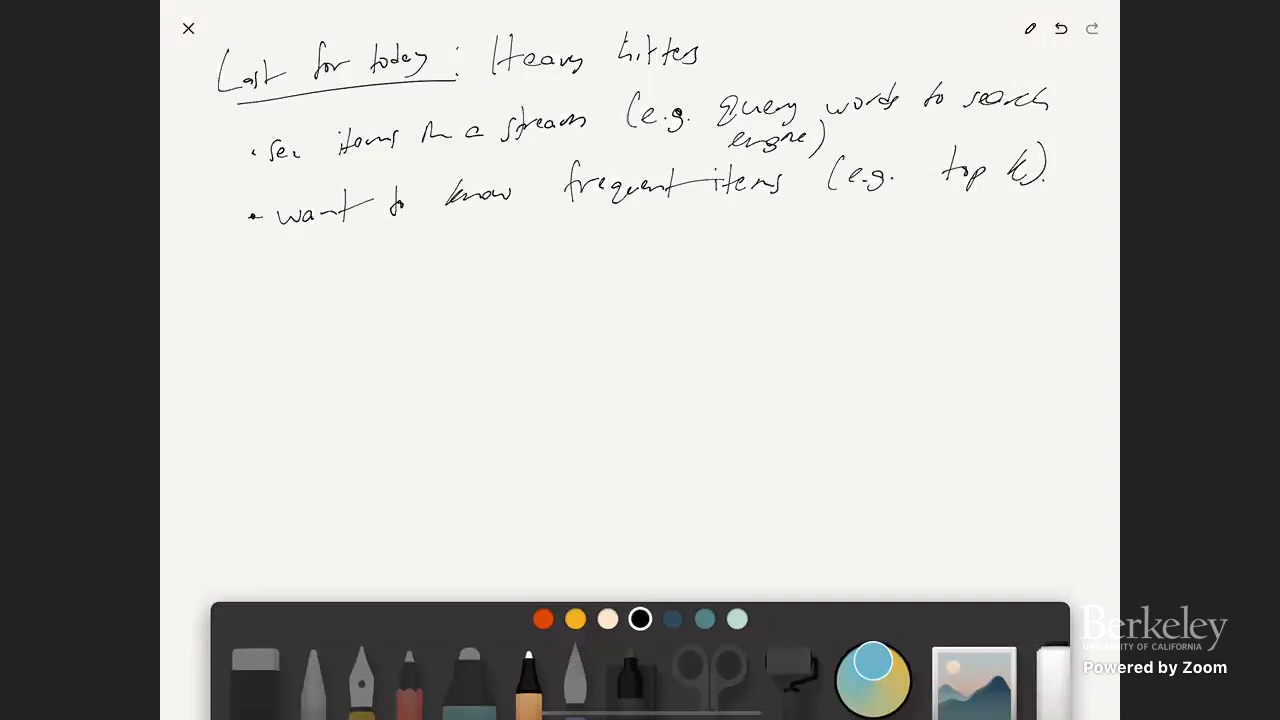 Last for today: Heavy hitters
• see items in a stream (e.g. query words to search
engine)
• want to know frequent items (e.g. top k).
Berkeley
UNIVERSITY OF CALIFORNIA
Powered by Zoom